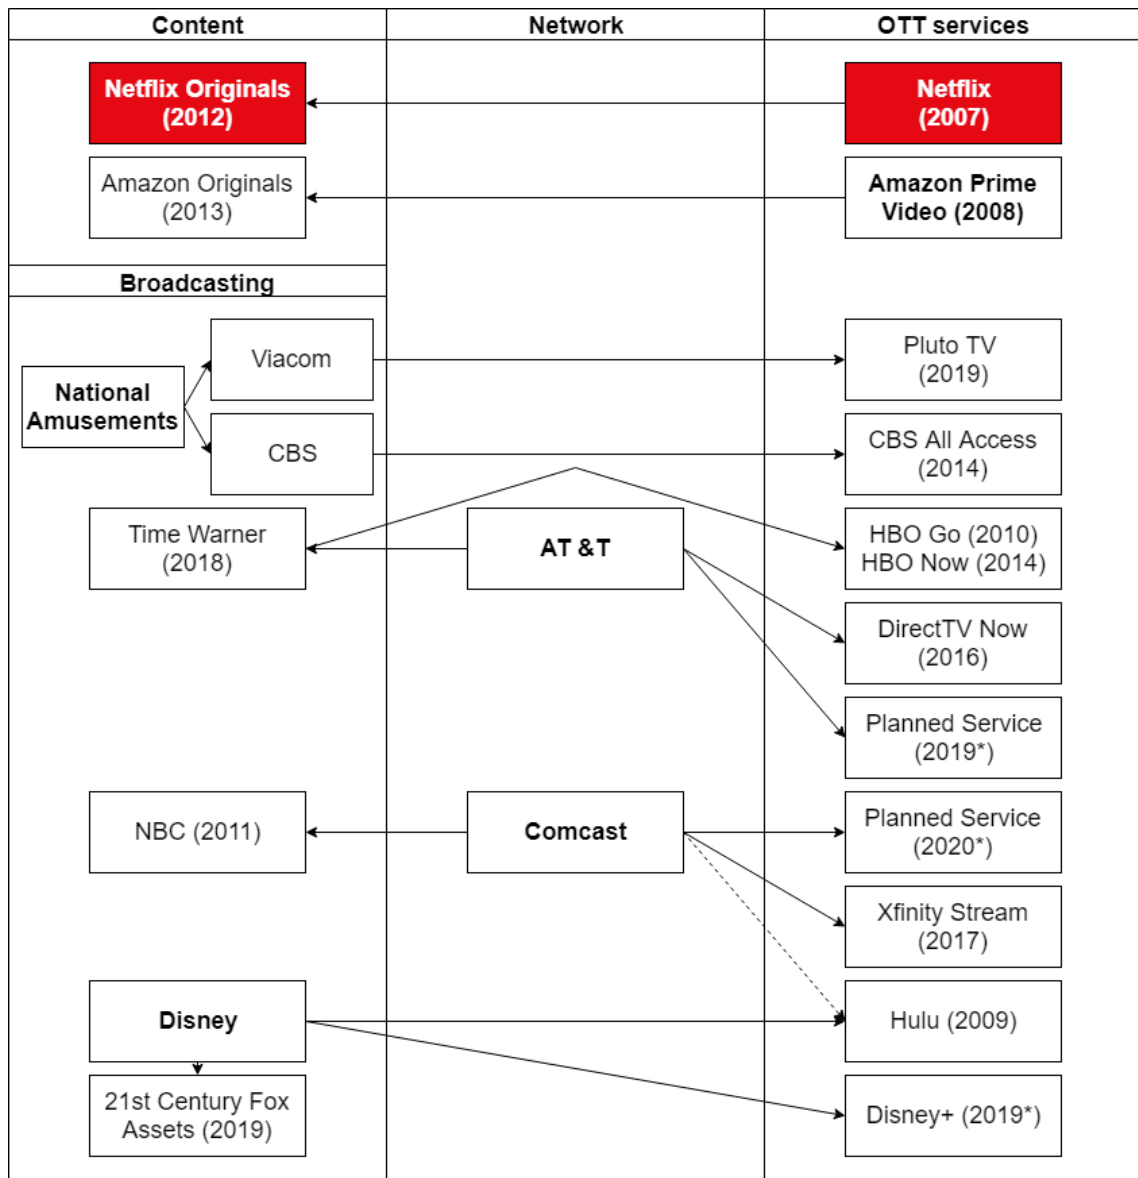 Content
Network
OTT services
Netflix Originals
(2012)
Netflix
(2007)
Amazon Originals
(2013)
Amazon Prime
Video (2008)
Broadcasting
National
Amusements
Viacom
Pluto TV
(2019)
CBS
CBS All Access
(2014)
Time Warner
(2018)
AT &T
HBO Go (2010)
HBO Now (2014)
DirectTV Now
(2016)
Planned Service
(2019*)
NBC (2011)
Comcast
Planned Service
(2020*)
Xfinity Stream
(2017)
Disney
Hulu (2009)
21st Century Fox
Assets (2019)
Disney+ (2019*)